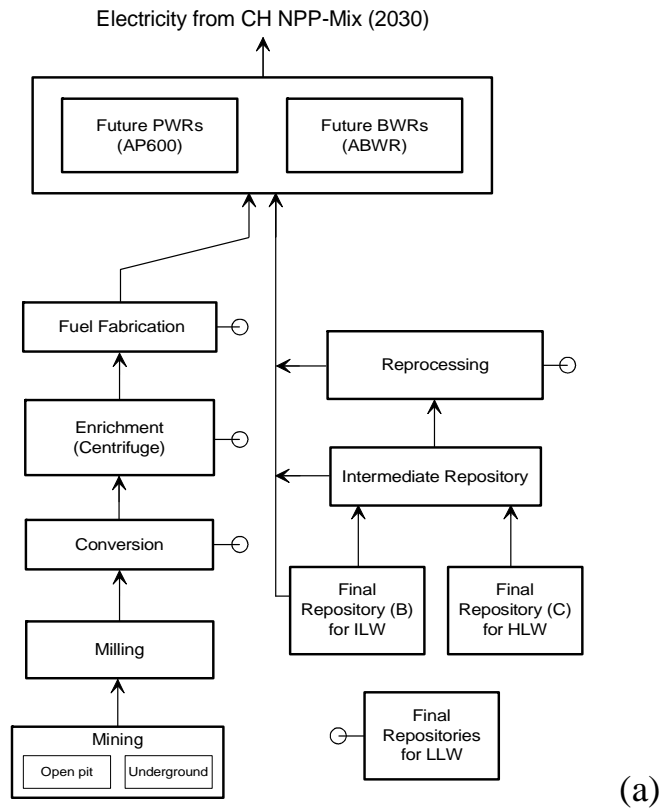 Electricity from CH NPP-Mix (2030)
Future PWRs
(AP600)
Future BWRs
(ABWR)
Fuel Fabrication
Reprocessing
Enrichment
(Centrifuge)
Intermediate Repository
Conversion
Final
Repository (B)
for ILW
Final
Repository (C)
for HLW
Milling
Final
Repositories
for LLW
Mining
Open pit
Underground
(a)